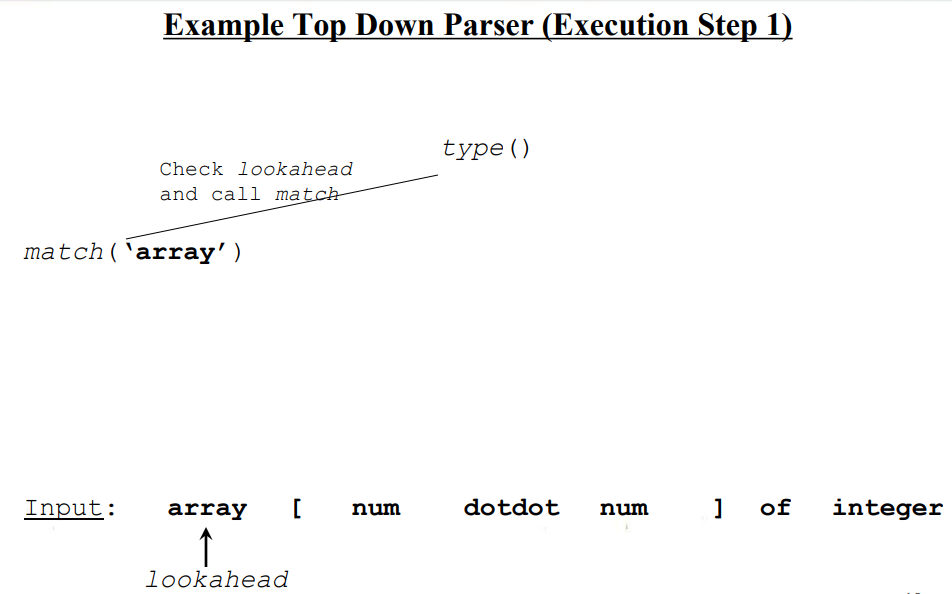 Example Top Down Parser (Execution Step 1)
type()
Check lookahead
and call match
match(‘array’)
Input: array [ num dotdot num ] of integer
lookahead